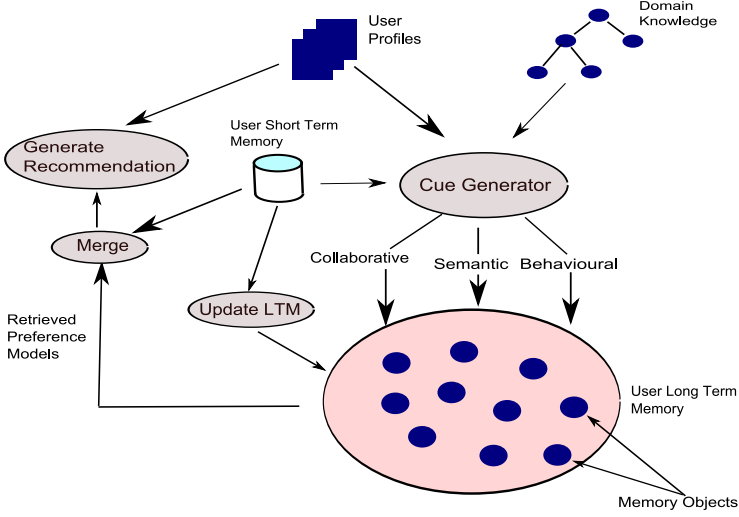 User
Profiles
Domain
Knowledge
User Short Term
Memory
Generate
Recommendation
Cue Generator
Merge
Collaborative
Semantic
Behavioural
Update LTM
Retrieved
Preference
Models
User Long Term
Memory
Memory Objects